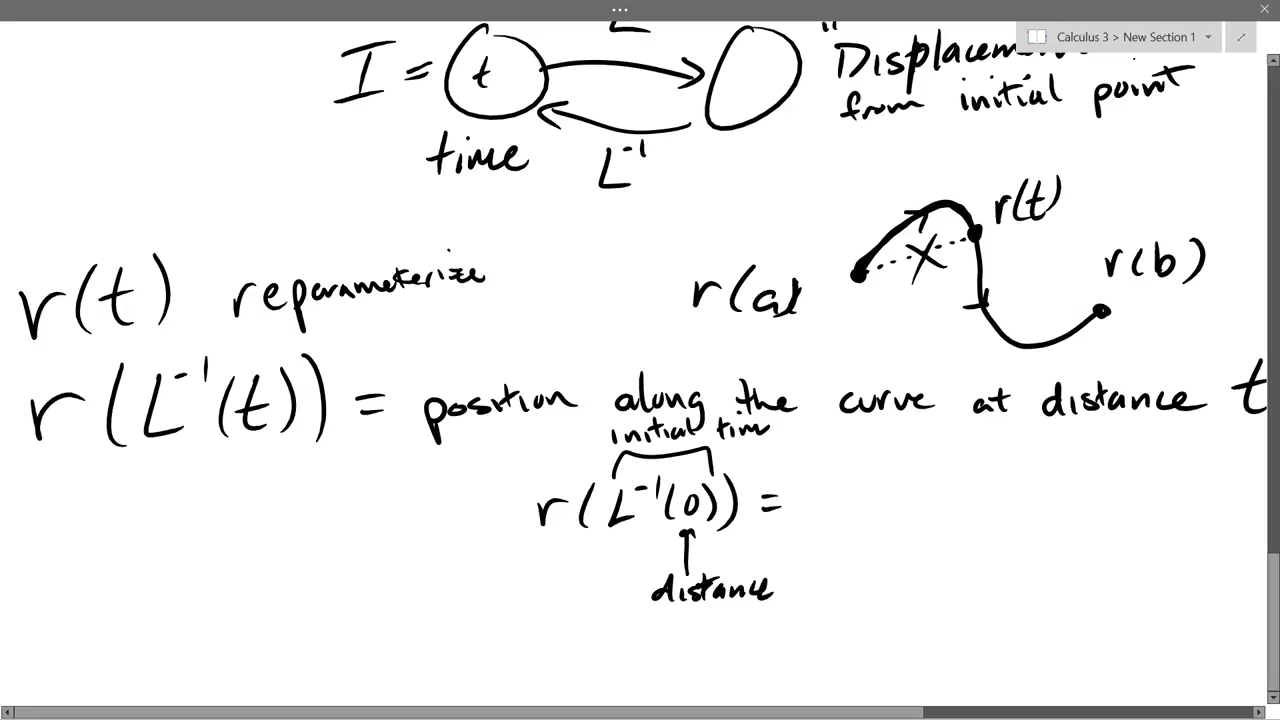 Calculus 3 > New Section 1
I = t
"Displacement
from initial point
time
L⁻¹
r(t)
r(b)
r(t) reparameterize
r(a)
r(L⁻¹(t)) = position along the curve at distance t
initial time
r(L⁻¹(0)) =
distance